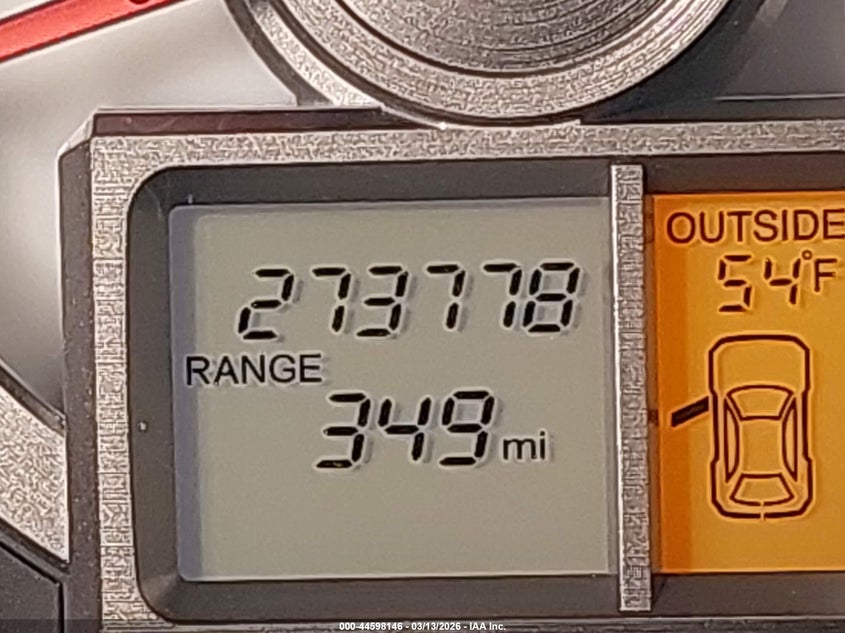 273778
RANGE
349 mi
OUTSIDE
54°F
000-44598146 - 03/13/2026 - IAA Inc.